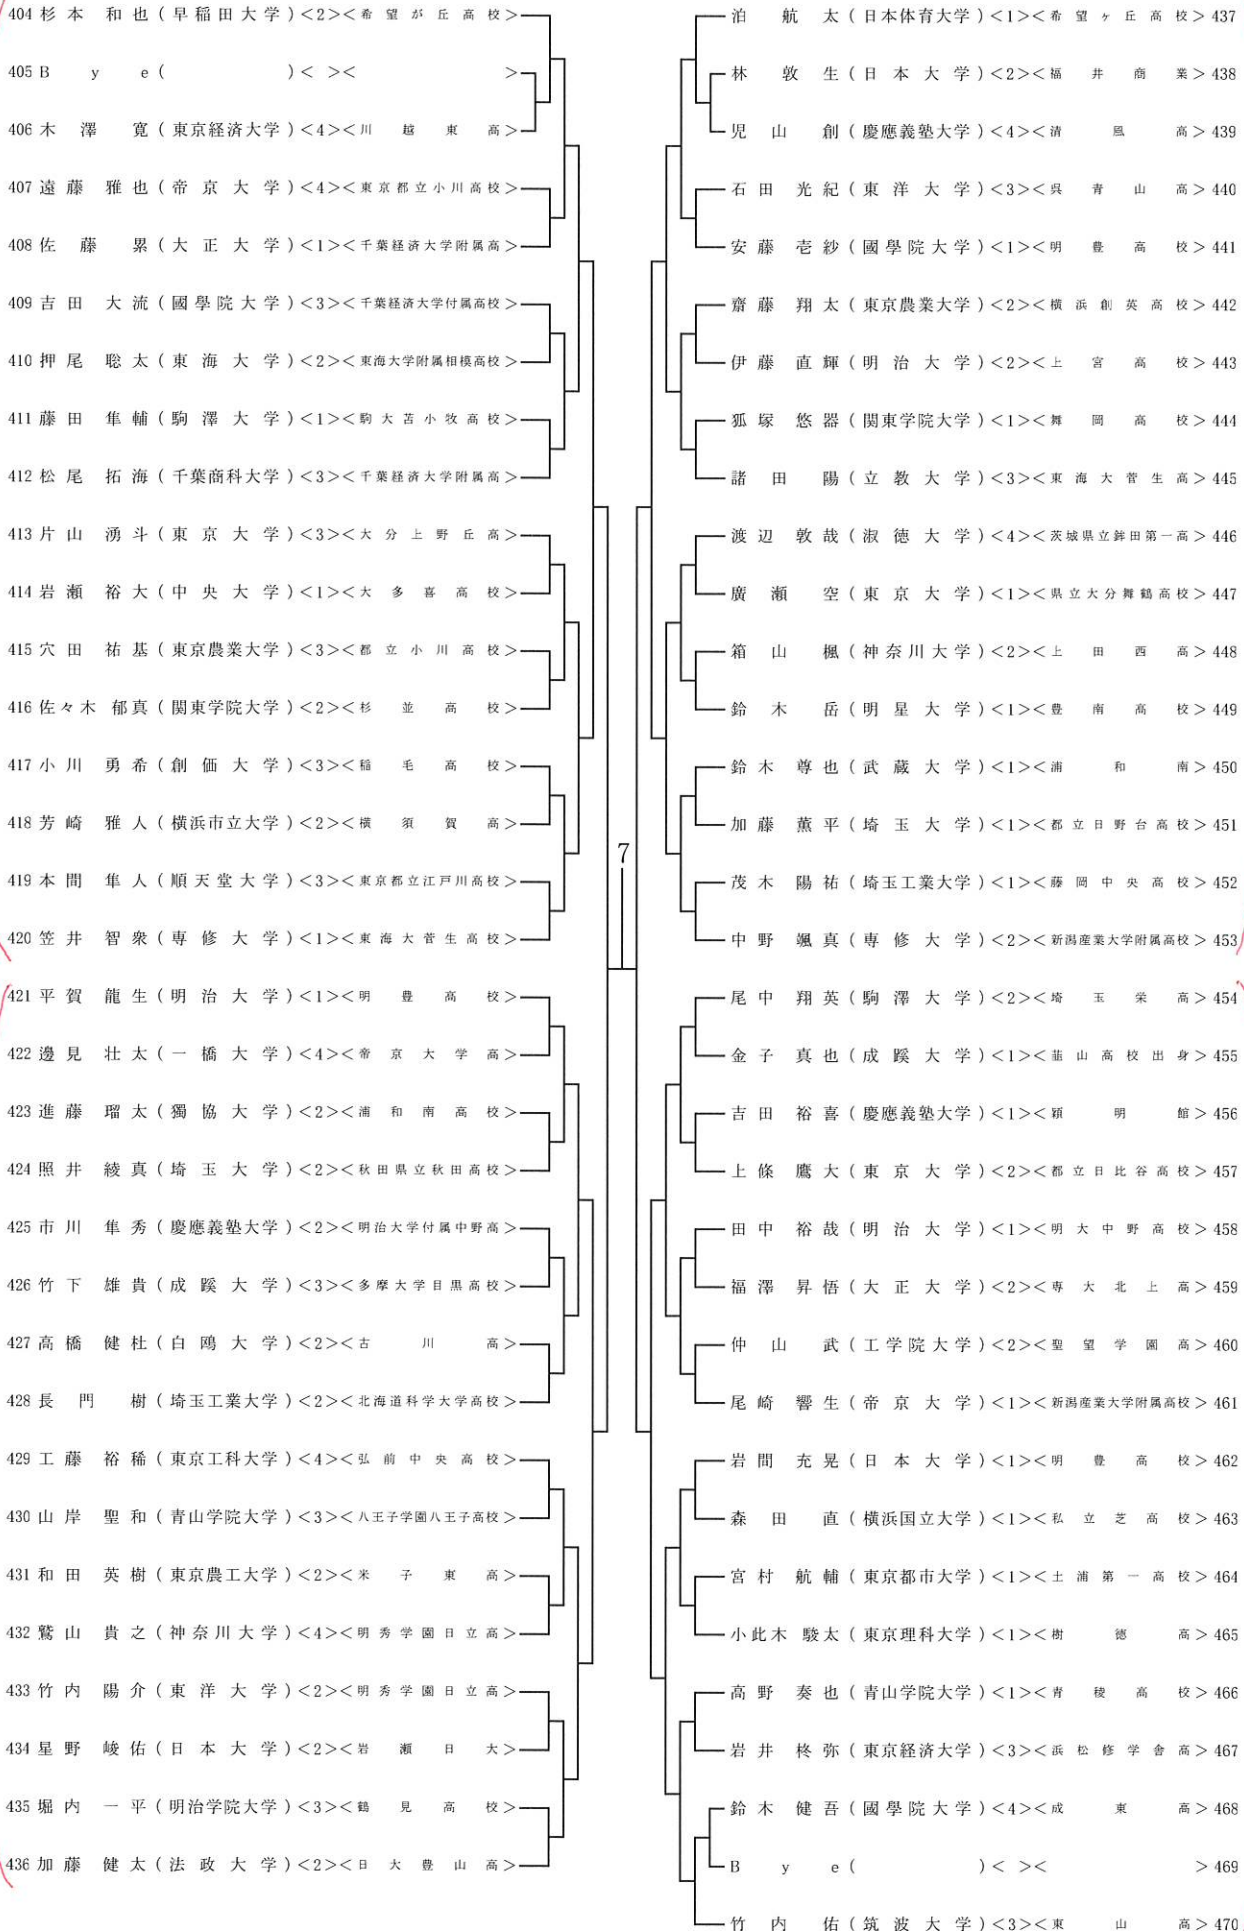 404 杉本 和也 (早稲田大学) <2> <希望が丘高校>
405 Bye ( ) < > < >
406 木澤 寛 (東京経済大学) <4> <川越東高>
407 遠藤 雅也 (帝京大学) <4> <東京都立小川高校>
408 佐藤 累 (大正大学) <1> <千葉経済大学附属高>
409 吉田 大流 (國學院大学) <3> <千葉経済大学付属高校>
410 押尾 聡太 (東海大学) <2> <東海大学附属相模高校>
411 藤田 隼輔 (駒澤大学) <1> <駒大苫小牧高校>
412 松尾 拓海 (千葉商科大学) <3> <千葉経済大学附属高>
413 片山 湧斗 (東京大学) <3> <大分上野丘高>
414 岩瀬 裕大 (中央大学) <1> <大多喜高校>
415 穴田 祐基 (東京農業大学) <3> <都立小川高校>
416 佐々木 郁真 (関東学院大学) <2> <杉並高校>
417 小川 勇希 (創価大学) <3> <稲毛高校>
418 芳崎 雅人 (横浜市立大学) <2> <横須賀高>
419 本間 隼人 (順天堂大学) <3> <東京都立江戸川高校>
420 笠井 智衆 (専修大学) <1> <東海大菅生高校>
421 平賀 龍生 (明治大学) <1> <明豊高校>
422 邊見 壮太 (一橋大学) <4> <帝京大学高>
423 進藤 瑠太 (獨協大学) <2> <浦和南高校>
424 照井 綾真 (埼玉大学) <2> <秋田県立秋田高校>
425 市川 隼秀 (慶應義塾大学) <2> <明治大学付属中野高>
426 竹下 雄貴 (成蹊大学) <3> <多摩大学目黒高校>
427 高橋 健杜 (白鴎大学) <2> <古川高>
428 長門 樹 (埼玉工業大学) <2> <北海道科学大学高校>
429 工藤 裕稀 (東京工科大学) <4> <弘前中央高校>
430 山岸 聖和 (青山学院大学) <3> <八王子学園八王子高校>
431 和田 英樹 (東京農工大学) <2> <米子東高>
432 鷲山 貴之 (神奈川大学) <4> <明秀学園日立高>
433 竹内 陽介 (東洋大学) <2> <明秀学園日立高>
434 星野 峻佑 (日本大学) <2> <岩瀬日大>
435 堀内 一平 (明治学院大学) <3> <鶴見高校>
436 加藤 健太 (法政大学) <2> <日大豊山高>
7
泊 航太 (日本体育大学) <1> <希望ヶ丘高校> 437
林 敦生 (日本大学) <2> <福井商業> 438
児山 創 (慶應義塾大学) <4> <清風高> 439
石田 光紀 (東洋大学) <3> <呉青山高> 440
安藤 壱紗 (國學院大学) <1> <明豊高校> 441
齋藤 翔太 (東京農業大学) <2> <横浜創英高校> 442
伊藤 直輝 (明治大学) <2> <上宮高校> 443
狐塚 悠器 (関東学院大学) <1> <舞岡高校> 444
諸田 陽 (立教大学) <3> <東海大菅生高> 445
渡辺 敦哉 (淑徳大学) <4> <茨城県立鉾田第一高> 446
廣瀬 空 (東京大学) <1> <県立大分舞鶴高校> 447
箱山 楓 (神奈川大学) <2> <上田西高> 448
鈴木 岳 (明星大学) <1> <豊南高校> 449
鈴木 尊也 (武蔵大学) <1> <浦和南> 450
加藤 薫平 (埼玉大学) <1> <都立日野台高校> 451
茂木 陽祐 (埼玉工業大学) <1> <藤岡中央高校> 452
中野 颯真 (専修大学) <2> <新潟産業大学附属高校> 453
尾中 翔英 (駒澤大学) <2> <埼玉栄高> 454
金子 真也 (成蹊大学) <1> <韮山高校出身> 455
吉田 裕喜 (慶應義塾大学) <1> <穎明館> 456
上條 鷹大 (東京大学) <2> <都立日比谷高校> 457
田中 裕哉 (明治大学) <1> <明大中野高校> 458
福澤 昇悟 (大正大学) <2> <専大北上高> 459
仲山 武 (工学院大学) <2> <聖望学園高> 460
尾崎 響生 (帝京大学) <1> <新潟産業大学附属高校> 461
岩間 充晃 (日本大学) <1> <明豊高校> 462
森田 直 (横浜国立大学) <1> <私立芝高校> 463
宮村 航輔 (東京都市大学) <1> <土浦第一高校> 464
小此木 駿太 (東京理科大学) <1> <樹徳高> 465
高野 奏也 (青山学院大学) <1> <青稜高校> 466
岩井 柊弥 (東京経済大学) <3> <浜松修学舎高> 467
鈴木 健吾 (國學院大学) <4> <成東高> 468
Bye ( ) < > < > 469
竹内 佑 (筑波大学) <3> <東山高> 470